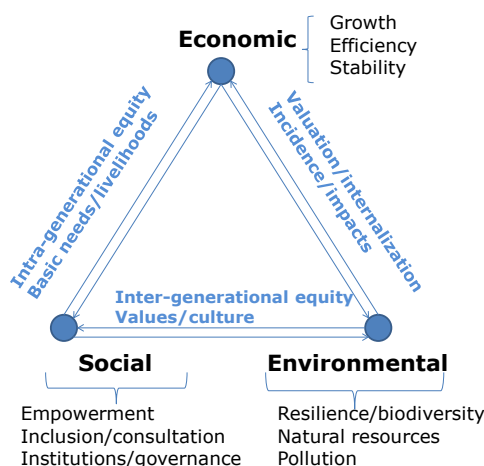 Growth
Economic
Efficiency
Stability
Intra-generational equity
Basic needs/livelihoods
Valuation/internalization
Incidence/impacts
Inter-generational equity
Values/culture
Social
Environmental
Empowerment
Inclusion/consultation
Institutions/governance
Resilience/biodiversity
Natural resources
Pollution